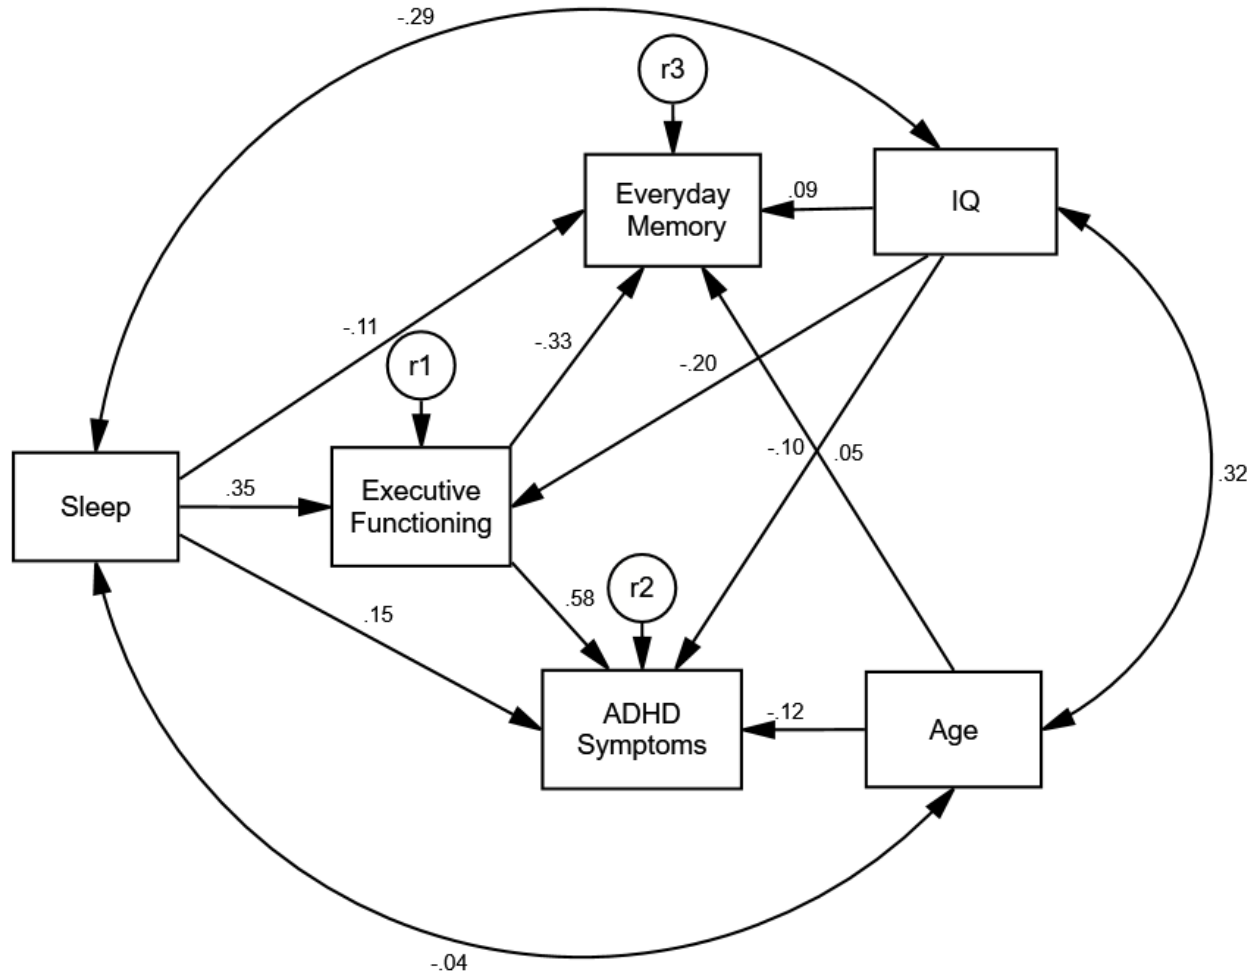 -.29
r3
Everyday
Memory
.09
IQ
-.11
r1
-.33
-.20
Sleep
.35
Executive
Functioning
-.10
.05
.32
r2
.58
.15
ADHD
Symptoms
-.12
Age
-.04